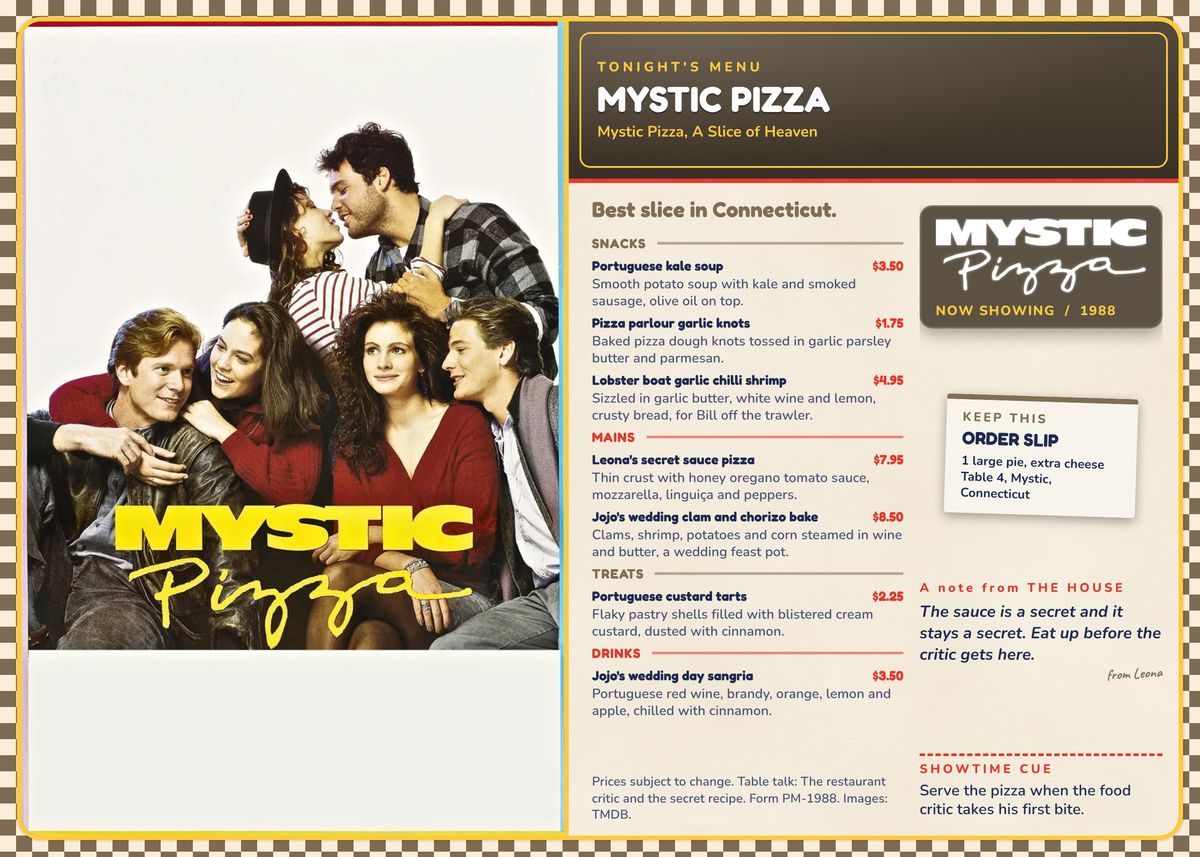 MYSTIC
Pizza
TONIGHT'S MENU
MYSTIC PIZZA
Mystic Pizza, A Slice of Heaven
Best slice in Connecticut.
SNACKS
Portuguese kale soup $3.50
Smooth potato soup with kale and smoked
sausage, olive oil on top.
Pizza parlour garlic knots $1.75
Baked pizza dough knots tossed in garlic parsley
butter and parmesan.
Lobster boat garlic chilli shrimp $4.95
Sizzled in garlic butter, white wine and lemon,
crusty bread, for Bill off the trawler.
MAINS
Leona's secret sauce pizza $7.95
Thin crust with honey oregano tomato sauce,
mozzarella, linguiça and peppers.
Jojo's wedding clam and chorizo bake $8.50
Clams, shrimp, potatoes and corn steamed in wine
and butter, a wedding feast pot.
TREATS
Portuguese custard tarts $2.25
Flaky pastry shells filled with blistered cream
custard, dusted with cinnamon.
DRINKS
Jojo's wedding day sangria $3.50
Portuguese red wine, brandy, orange, lemon and
apple, chilled with cinnamon.
Prices subject to change. Table talk: The restaurant
critic and the secret recipe. Form PM-1988. Images:
TMDB.
MYSTIC
Pizza
NOW SHOWING / 1988
KEEP THIS
ORDER SLIP
1 large pie, extra cheese
Table 4, Mystic,
Connecticut
A note from THE HOUSE
The sauce is a secret and it
stays a secret. Eat up before the
critic gets here.
from Leona
SHOWTIME CUE
Serve the pizza when the food
critic takes his first bite.